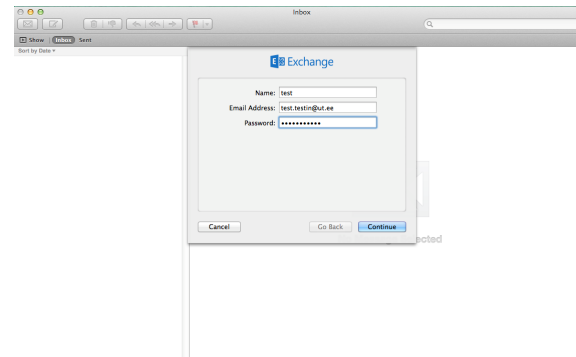 Inbox
Show Inbox Sent
Sort by Date
Exchange
Name: test
Email Address: test.testin@ut.ee
Password: •••••••••••
Cancel Go Back Continue